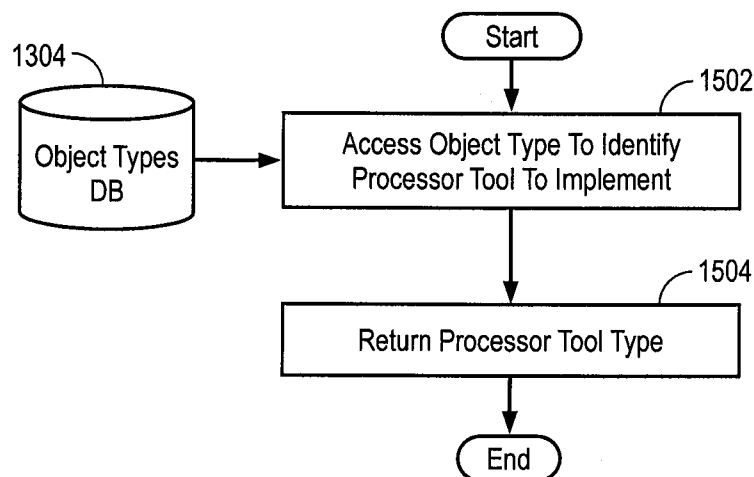 Start
1304
1502
Object Types
DB
Access Object Type To Identify
Processor Tool To Implement
1504
Return Processor Tool Type
End